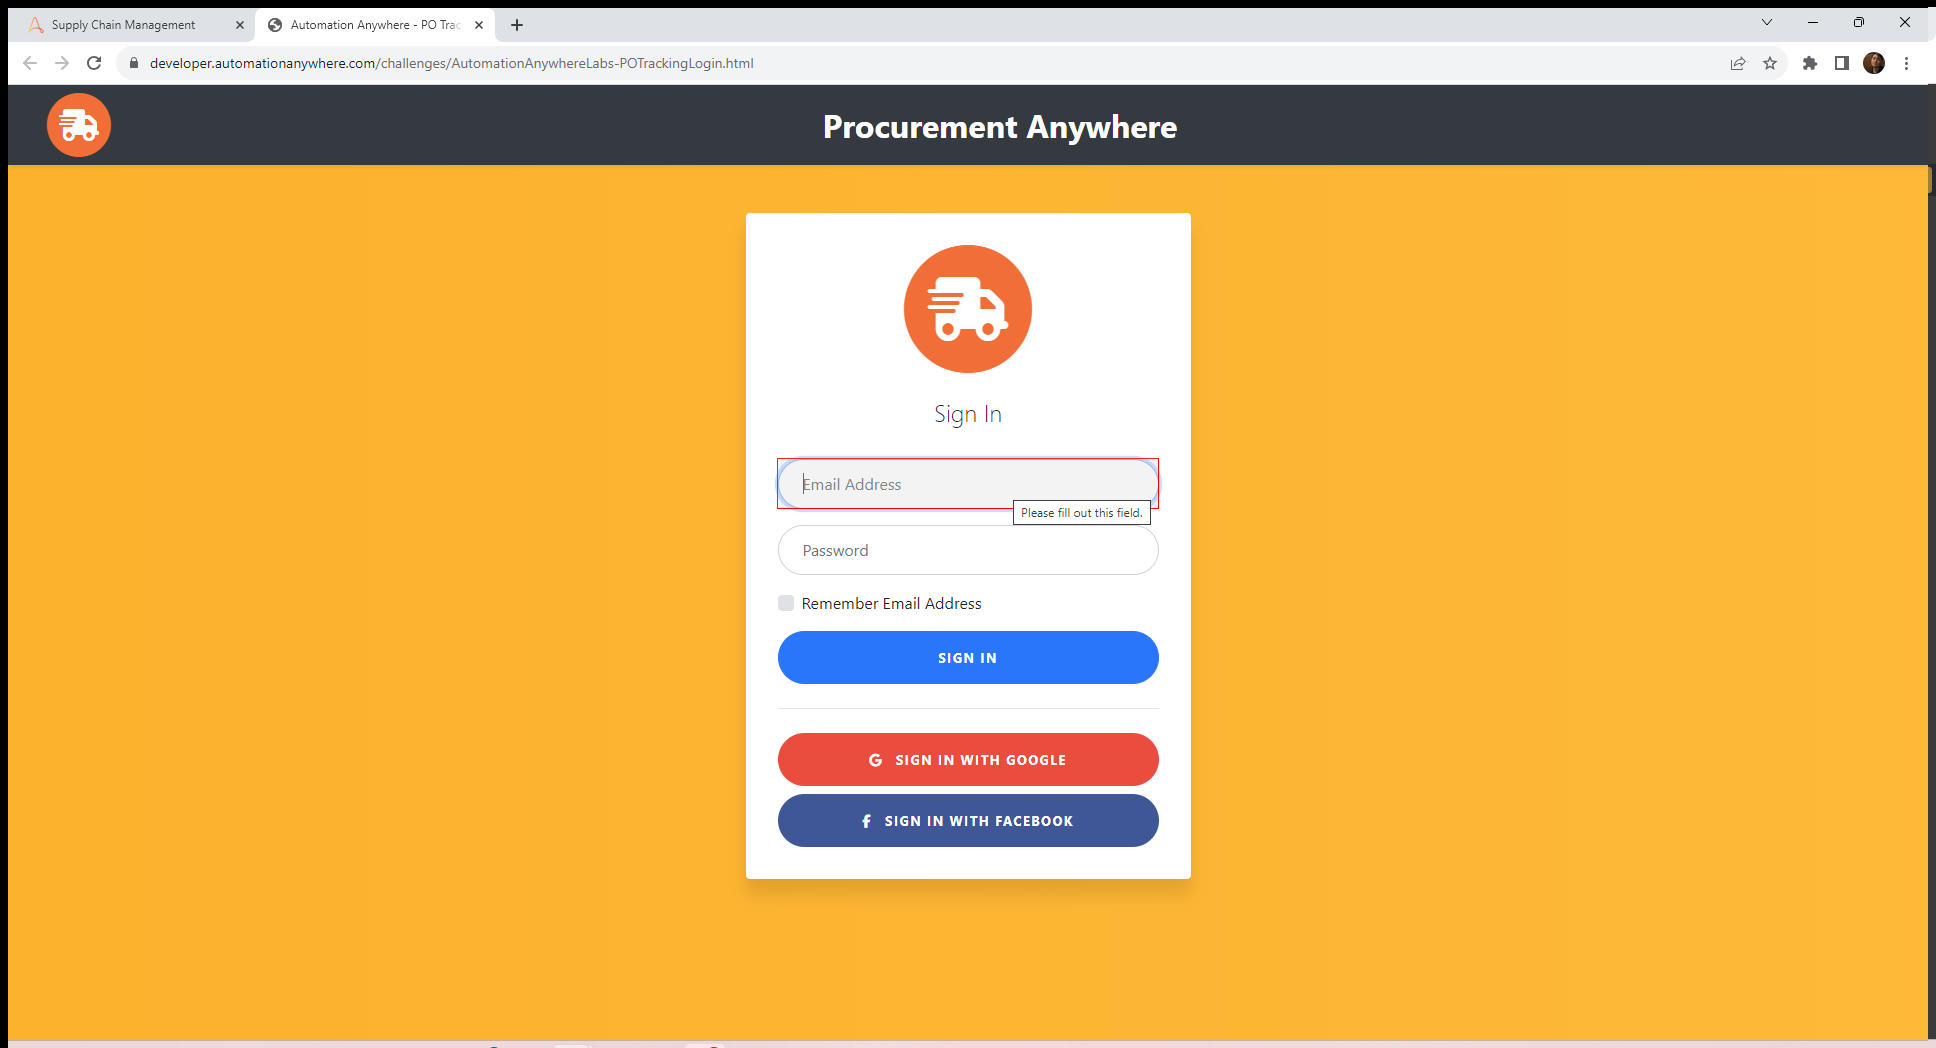 Supply Chain Management
Automation Anywhere - PO Trac
developer.automationanywhere.com/challenges/AutomationAnywhereLabs-POTrackingLogin.html
Procurement Anywhere
Sign In
Email Address
Please fill out this field.
Password
Remember Email Address
SIGN IN
G SIGN IN WITH GOOGLE
f SIGN IN WITH FACEBOOK